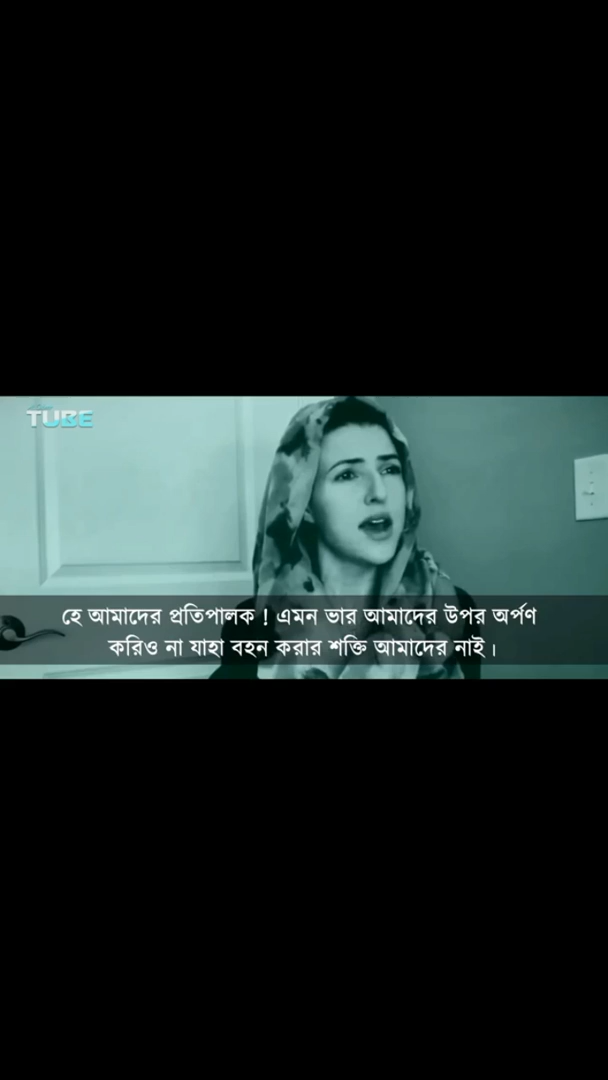 TUBE
হে আমাদের প্রতিপালক ! এমন ভার আমাদের উপর অর্পণ
করিও না যাহা বহন করার শক্তি আমাদের নাই।